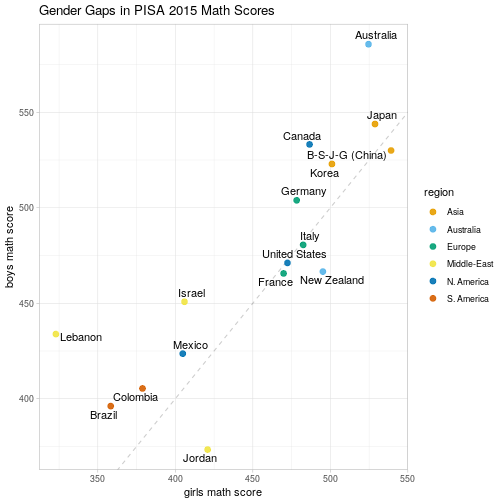 Gender Gaps in PISA 2015 Math Scores
Australia
Japan
Canada
B-S-J-G (China)
Korea
Germany
Italy
United States
France
New Zealand
Israel
Lebanon
Mexico
Colombia
Brazil
Jordan
550
500
450
400
350
400
450
500
550
boys math score
girls math score
region
Asia
Australia
Europe
Middle-East
N. America
S. America